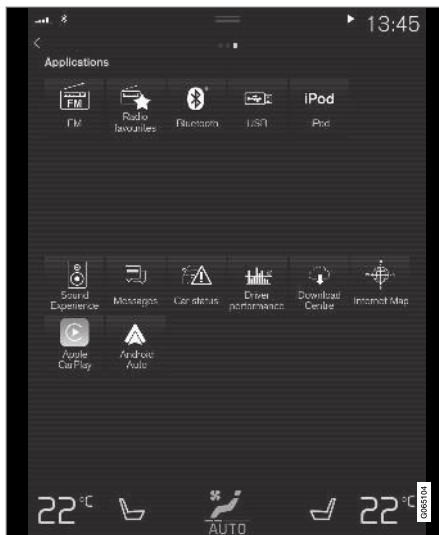 13:45
Applications
FM
iPod
FM
Radio
favourites
Bluetooth
USB
iPod
Sound
Experience
Messages
Car status
Driver
performance
Download
Centre
Internet Map
Apple
CarPlay
Android
Auto
22°C
AUTO
22°C
G065104